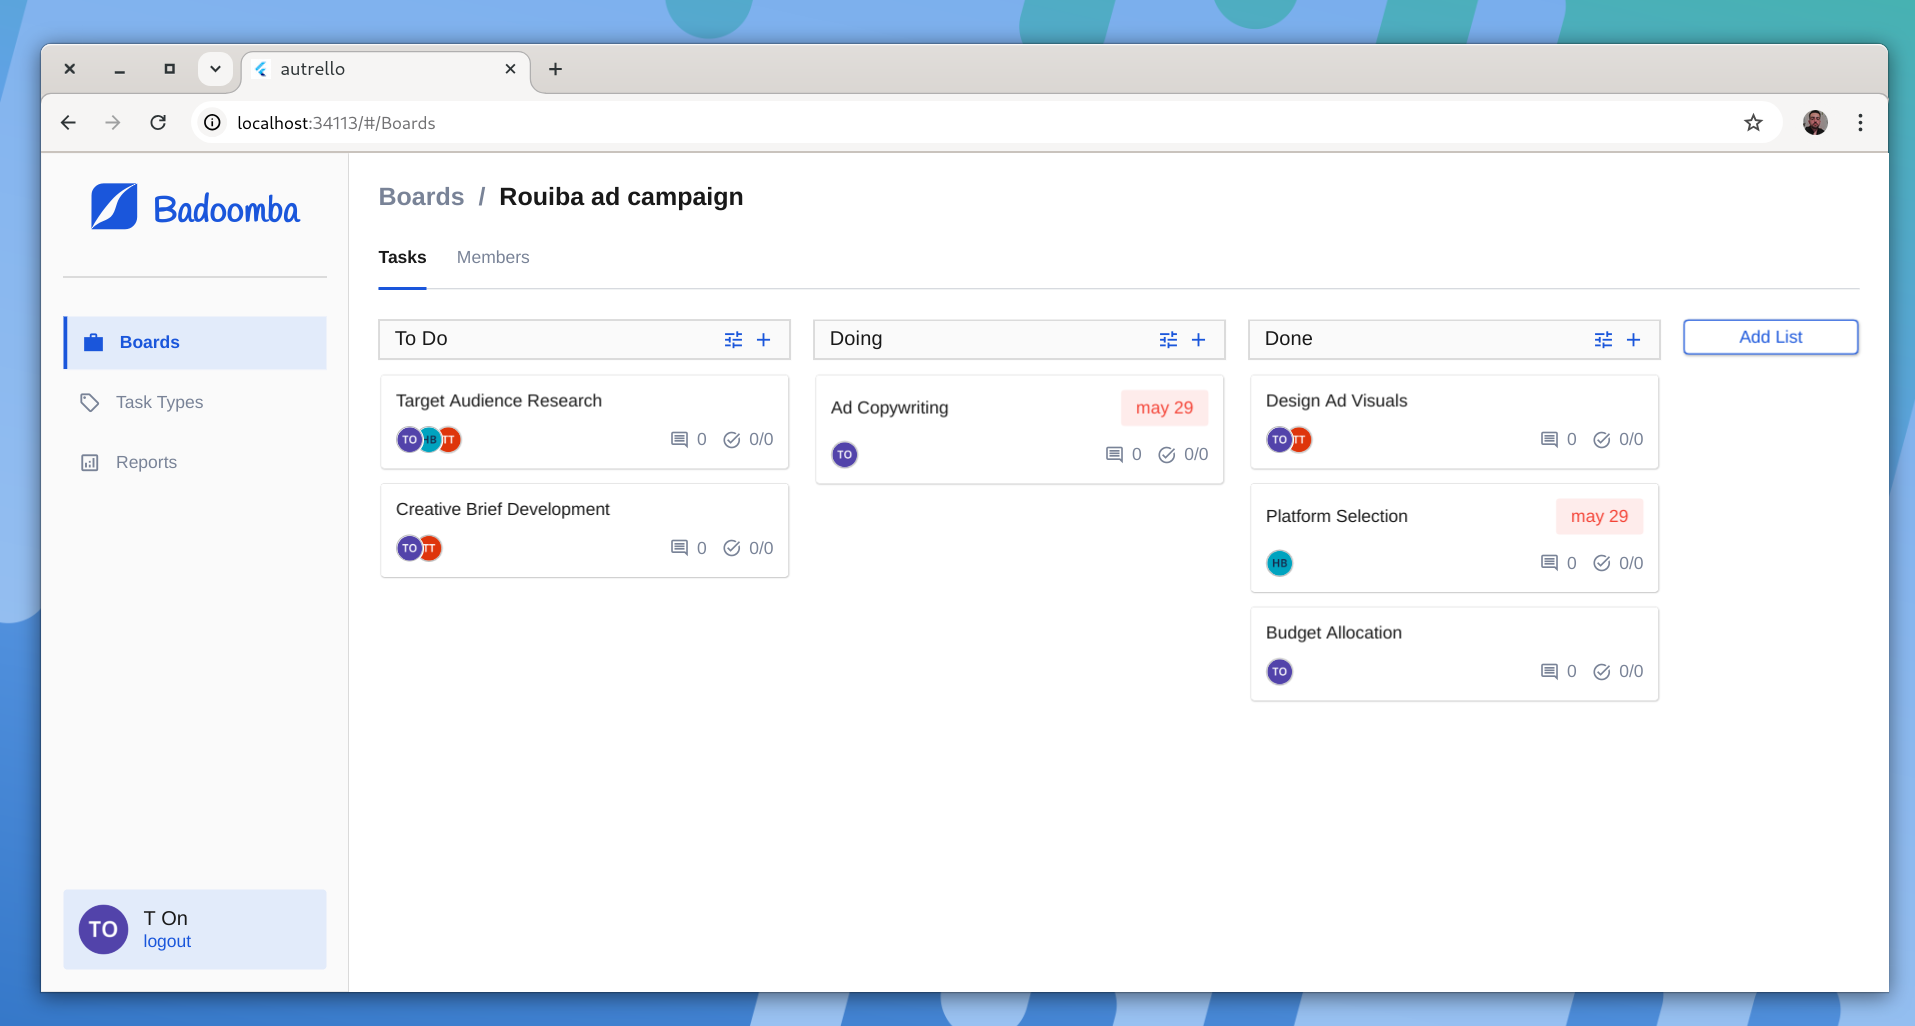 autrello
localhost:34113/#/Boards
Badoomba
Boards
Task Types
Reports
TO
T On
logout
Boards / Rouiba ad campaign
Tasks
Members
To Do
Target Audience Research
TO HB TT
0 0/0
Creative Brief Development
TO TT
0 0/0
Doing
Ad Copywriting
may 29
TO
0 0/0
Done
Design Ad Visuals
TO TT
0 0/0
Platform Selection
may 29
HB
0 0/0
Budget Allocation
TO
0 0/0
Add List